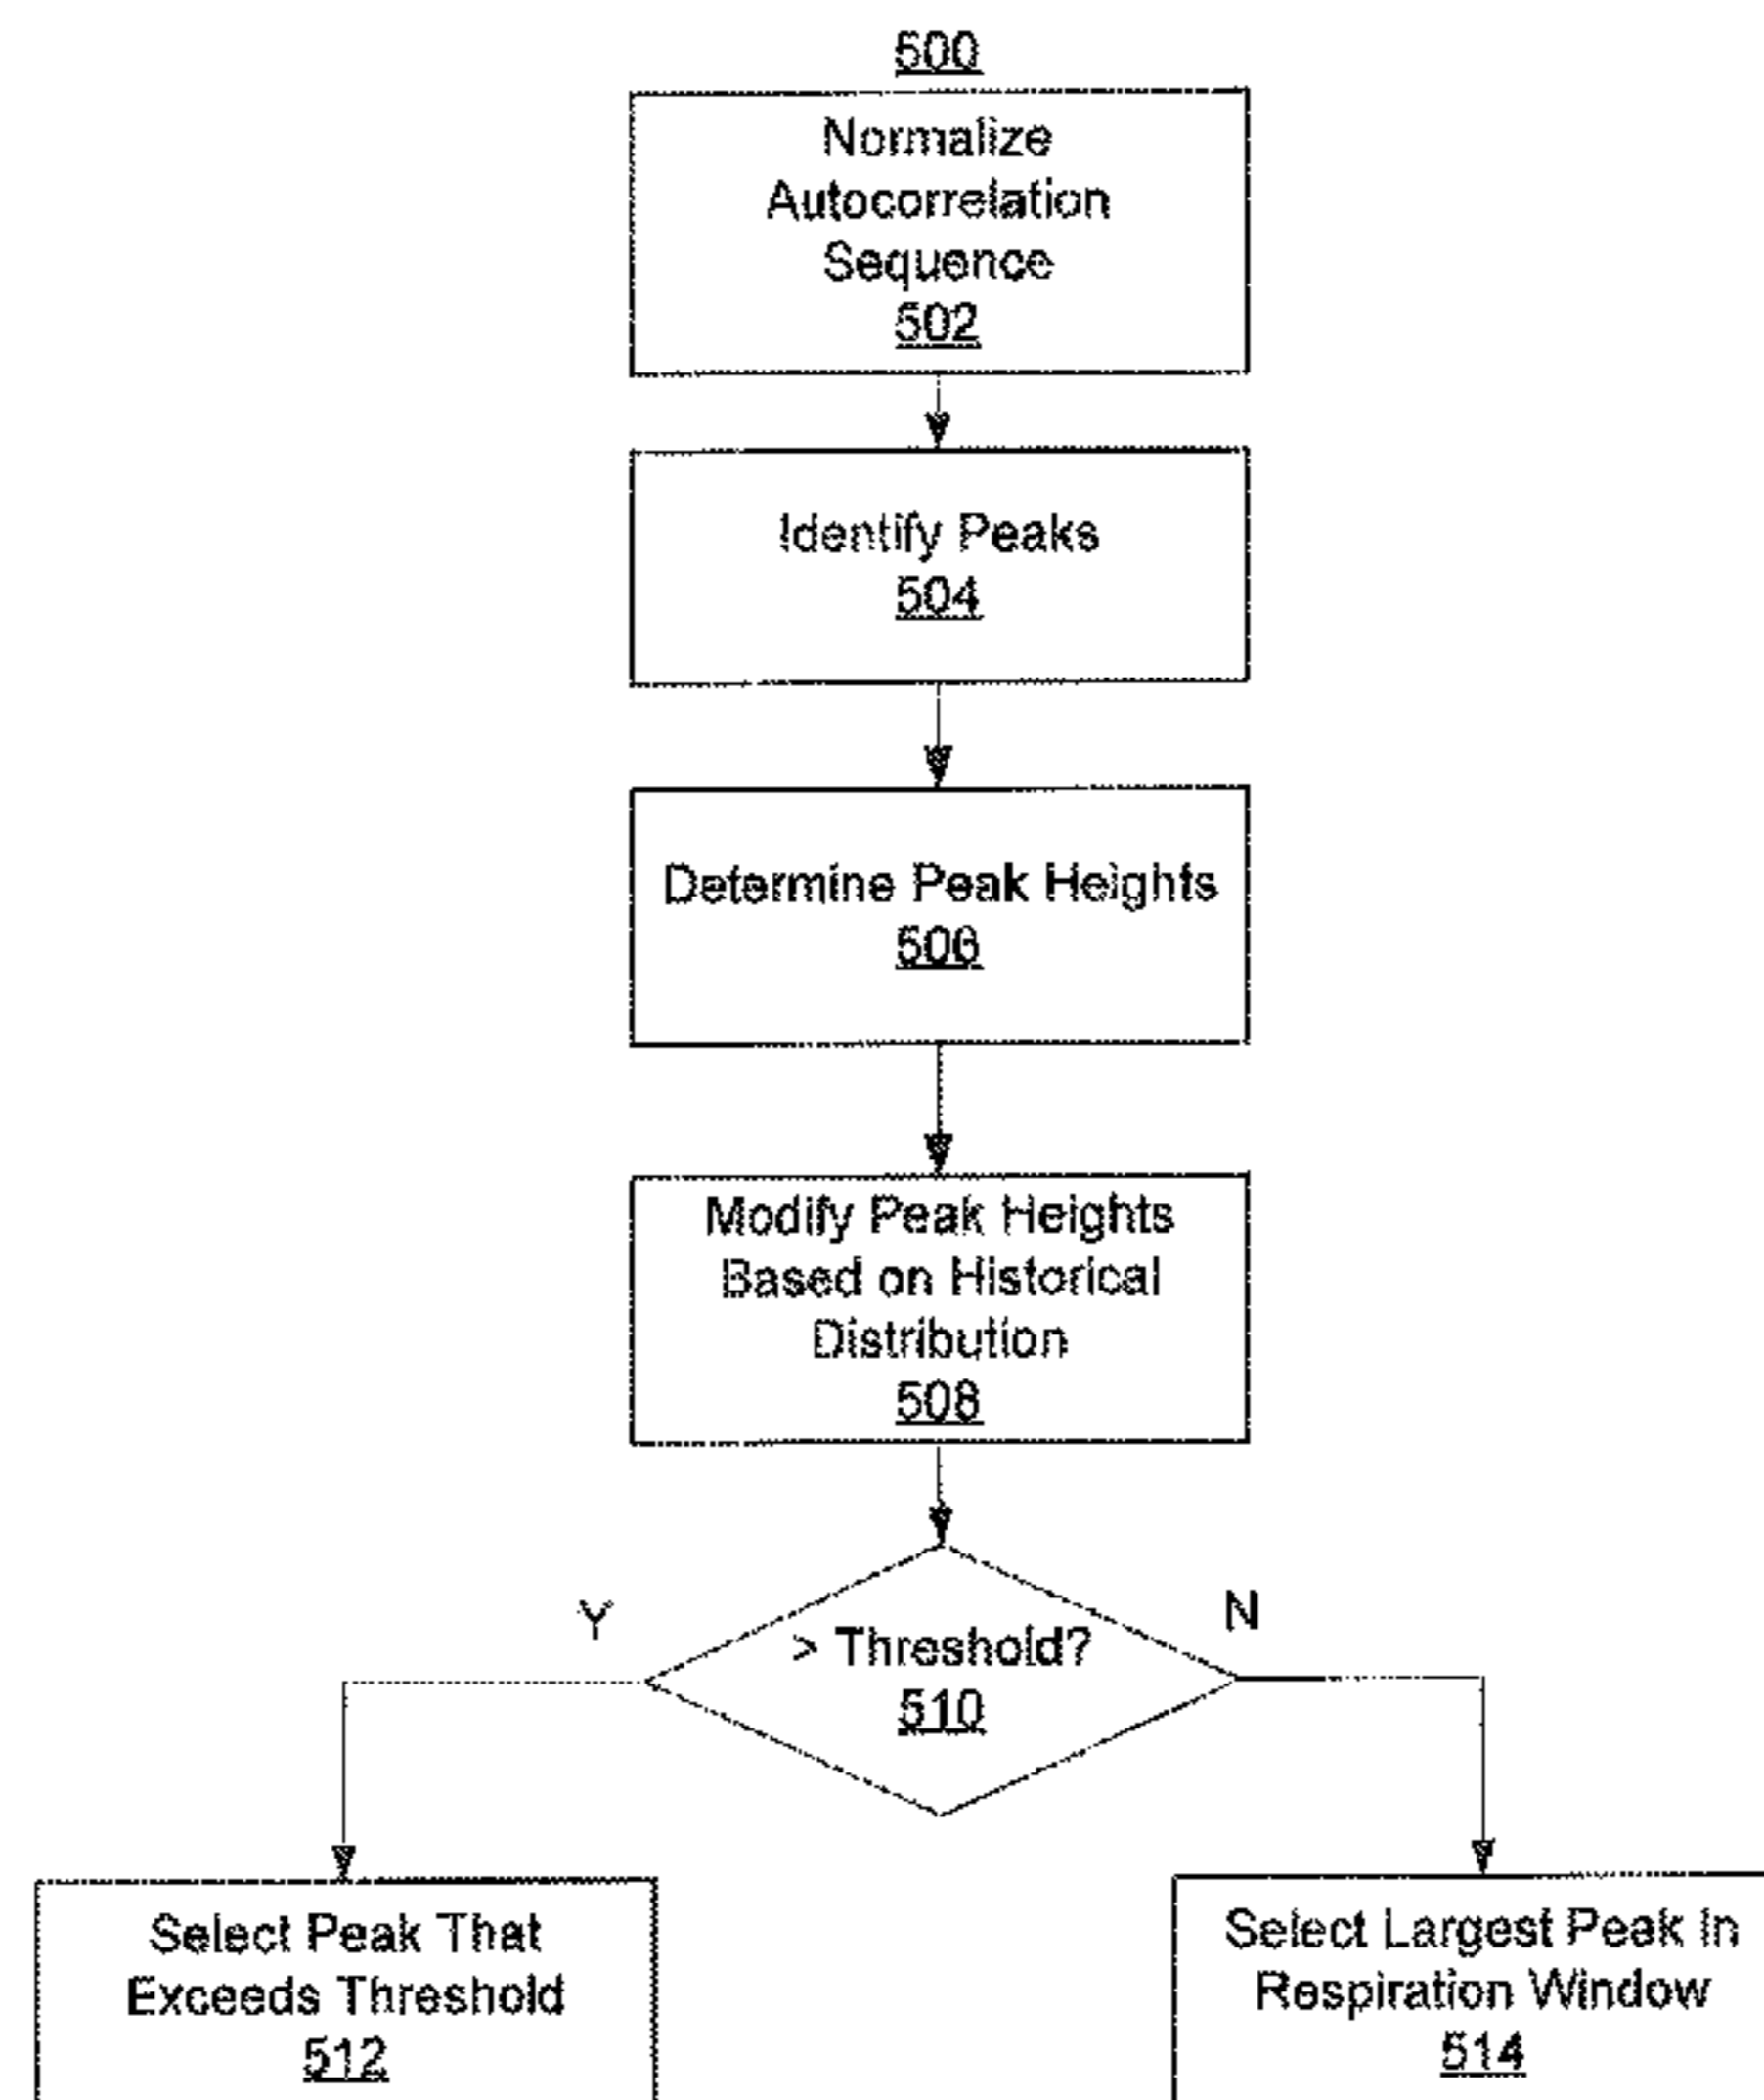 500
Normalize
Autocorrelation
Sequence
502
Identify Peaks
504
Determine Peak Heights
506
Modify Peak Heights
Based on Historical
Distribution
508
Y
N
> Threshold?
510
Select Peak That
Exceeds Threshold
512
Select Largest Peak in
Respiration Window
514